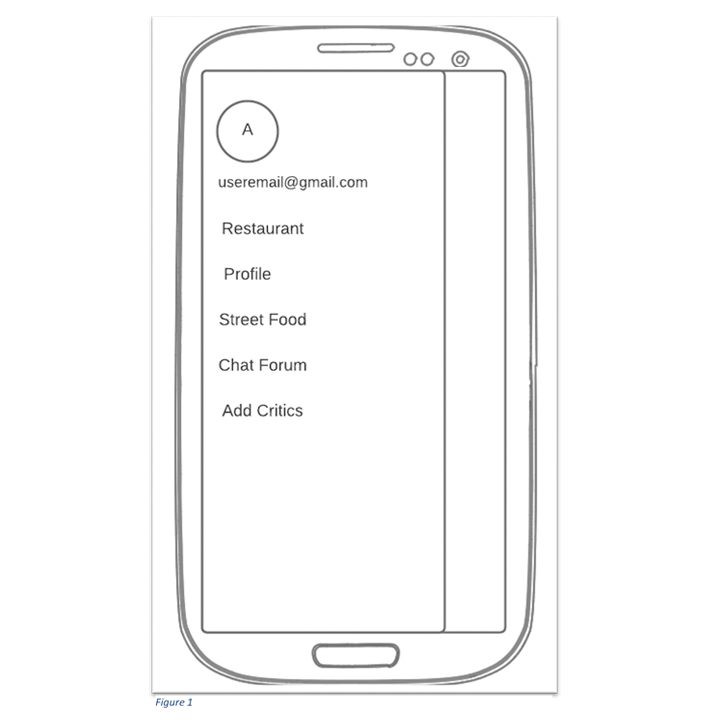 A
useremail@gmail.com
Restaurant
Profile
Street Food
Chat Forum
Add Critics
Figure 1